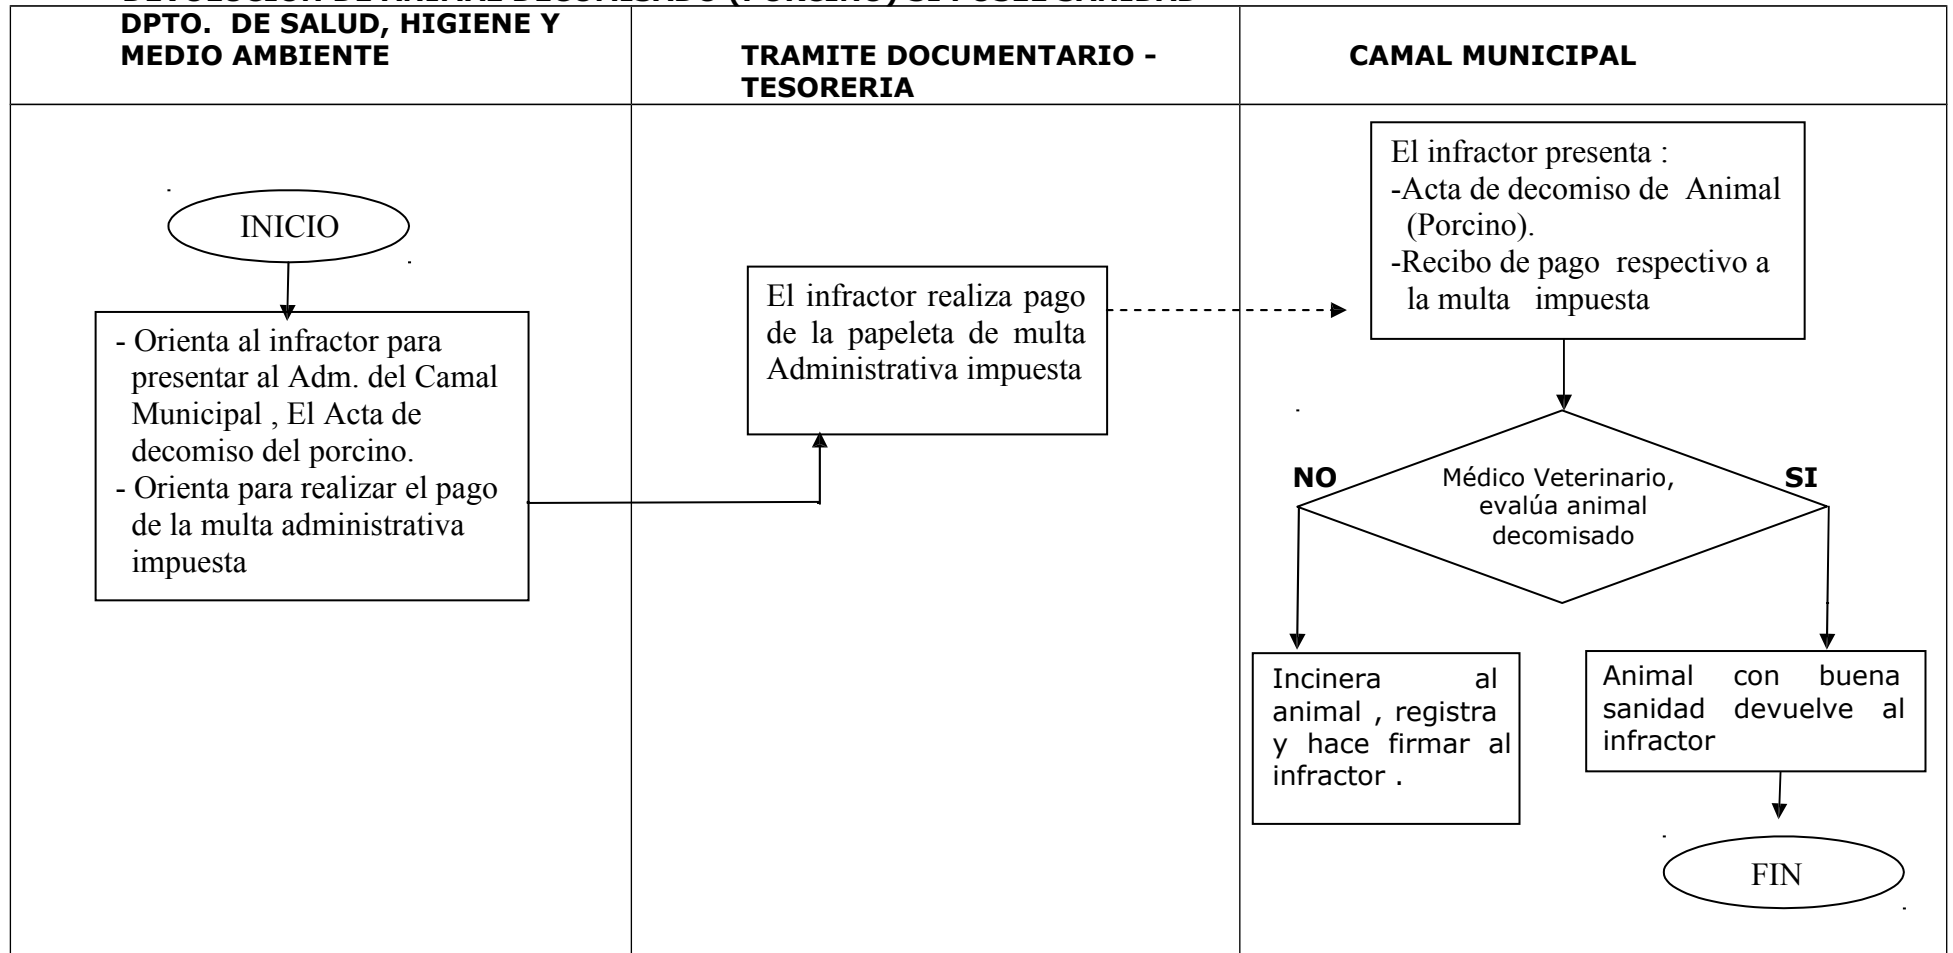 DPTO. DE SALUD, HIGIENE Y
MEDIO AMBIENTE
TRAMITE DOCUMENTARIO -
TESORERIA
CAMAL MUNICIPAL
INICIO
- Orienta al infractor para
presentar al Adm. del Camal
Municipal , El Acta de
decomiso del porcino.
- Orienta para realizar el pago
de la multa administrativa
impuesta
El infractor realiza pago
de la papeleta de multa
Administrativa impuesta
El infractor presenta :
-Acta de decomiso de Animal
(Porcino).
-Recibo de pago respectivo a
la multa impuesta
NO
Médico Veterinario,
evalúa animal
decomisado
SI
Incinera al
animal , registra
y hace firmar al
infractor .
Animal con buena
sanidad devuelve al
infractor
FIN